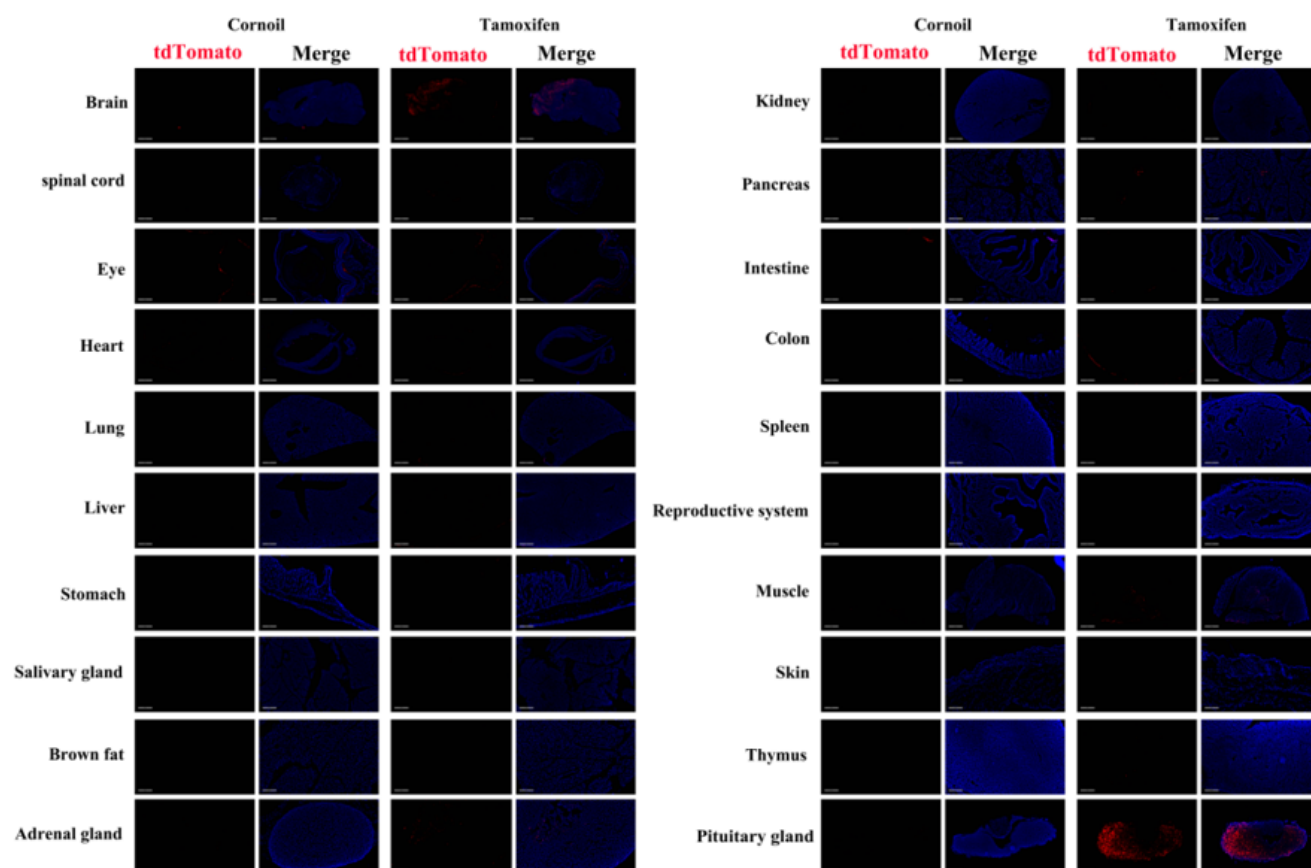 Cornoil Tamoxifen
tdTomato Merge tdTomato Merge
Brain
spinal cord
Eye
Heart
Lung
Liver
Stomach
Salivary gland
Brown fat
Adrenal gland
Cornoil Tamoxifen
tdTomato Merge tdTomato Merge
Kidney
Pancreas
Intestine
Colon
Spleen
Reproductive system
Muscle
Skin
Thymus
Pituitary gland